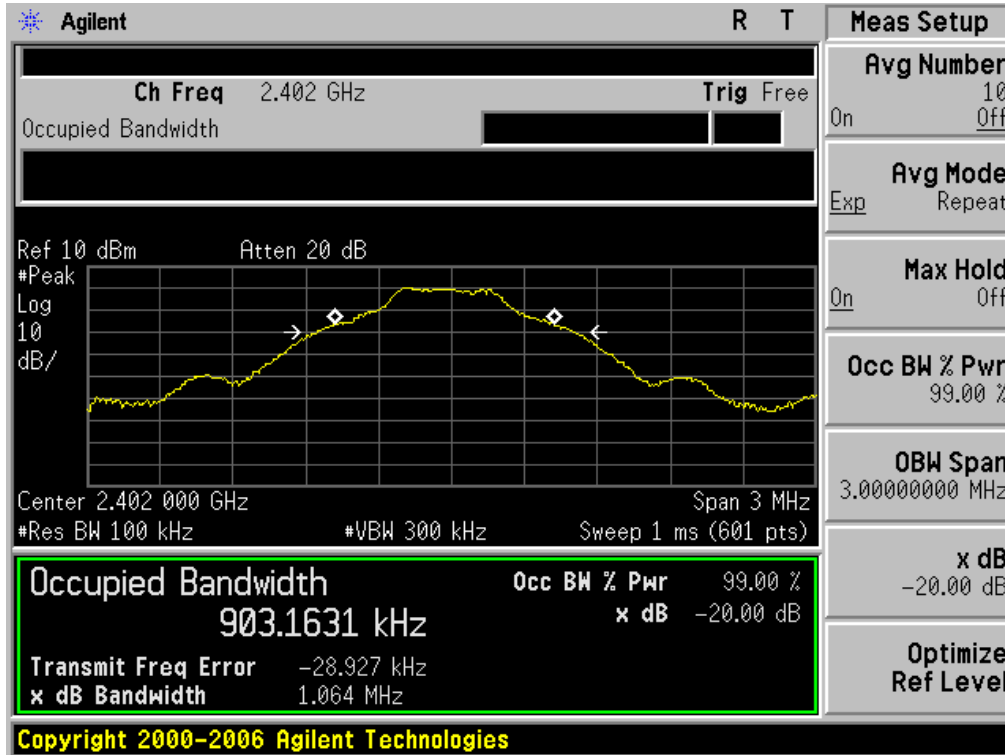 Agilent R T
Ch Freq 2.402 GHz Trig Free
Occupied Bandwidth
Ref 10 dBm Atten 20 dB
#Peak
Log
10
dB/
Center 2.402 000 GHz Span 3 MHz
#Res BW 100 kHz #VBW 300 kHz Sweep 1 ms (601 pts)
Occupied Bandwidth
903.1631 kHz
Occ BW % Pwr 99.00 %
x dB -20.00 dB
Transmit Freq Error -28.927 kHz
x dB Bandwidth 1.064 MHz
Copyright 2000-2006 Agilent Technologies
Meas Setup
Avg Number
10
On Off
Avg Mode
Exp Repeat
Max Hold
On Off
Occ BW % Pwr
99.00 %
OBW Span
3.00000000 MHz
x dB
-20.00 dB
Optimize
Ref Level